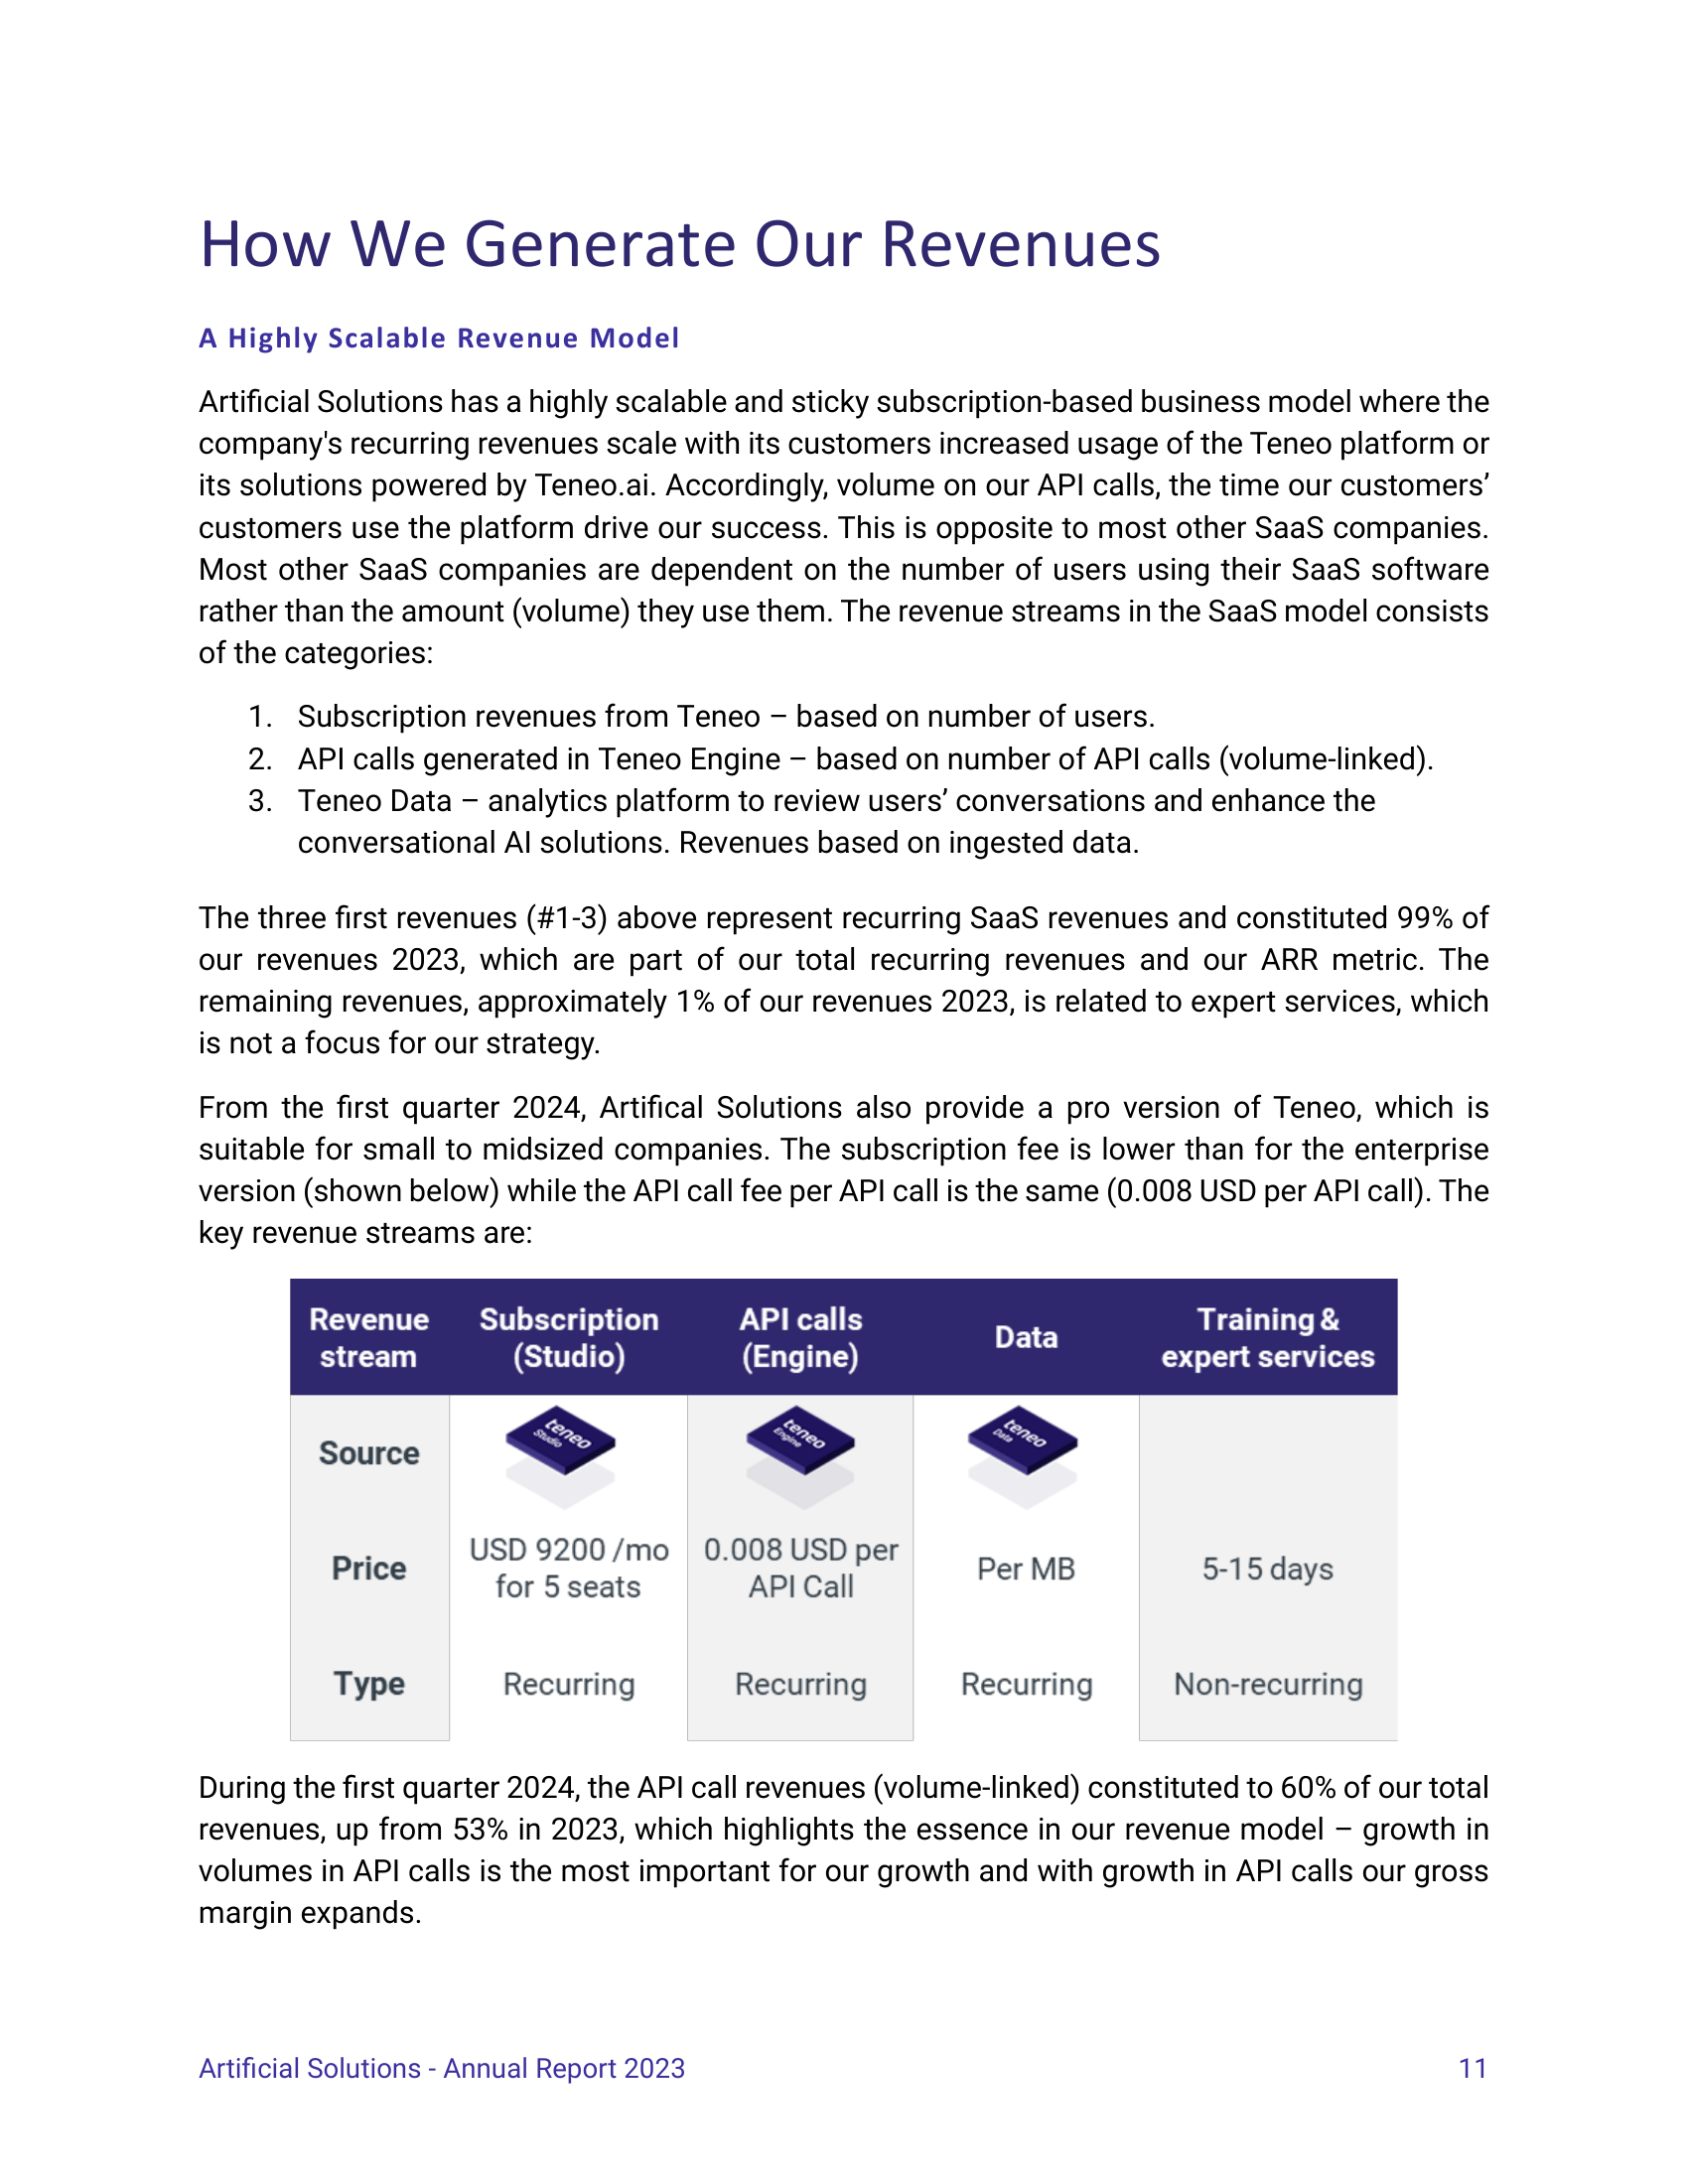 How We Generate Our Revenues
A Highly Scalable Revenue Model
Artificial Solutions has a highly scalable and sticky subscription-based business model where the
company's recurring revenues scale with its customers increased usage of the Teneo platform or
its solutions powered by Teneo.ai. Accordingly, volume on our API calls, the time our customers’
customers use the platform drive our success. This is opposite to most other SaaS companies.
Most other SaaS companies are dependent on the number of users using their SaaS software
rather than the amount (volume) they use them. The revenue streams in the SaaS model consists
of the categories:
1. Subscription revenues from Teneo – based on number of users.
2. API calls generated in Teneo Engine – based on number of API calls (volume-linked).
3. Teneo Data – analytics platform to review users’ conversations and enhance the
conversational AI solutions. Revenues based on ingested data.
The three first revenues (#1-3) above represent recurring SaaS revenues and constituted 99% of
our revenues 2023, which are part of our total recurring revenues and our ARR metric. The
remaining revenues, approximately 1% of our revenues 2023, is related to expert services, which
is not a focus for our strategy.
From the first quarter 2024, Artifical Solutions also provide a pro version of Teneo, which is
suitable for small to midsized companies. The subscription fee is lower than for the enterprise
version (shown below) while the API call fee per API call is the same (0.008 USD per API call). The
key revenue streams are:
Revenue stream Subscription (Studio) API calls (Engine) Data Training & expert services
Source teneo Studio teneo Engine teneo Data
Price USD 9200 /mo for 5 seats 0.008 USD per API Call Per MB 5-15 days
Type Recurring Recurring Recurring Non-recurring
During the first quarter 2024, the API call revenues (volume-linked) constituted to 60% of our total
revenues, up from 53% in 2023, which highlights the essence in our revenue model – growth in
volumes in API calls is the most important for our growth and with growth in API calls our gross
margin expands.
Artificial Solutions - Annual Report 2023 11